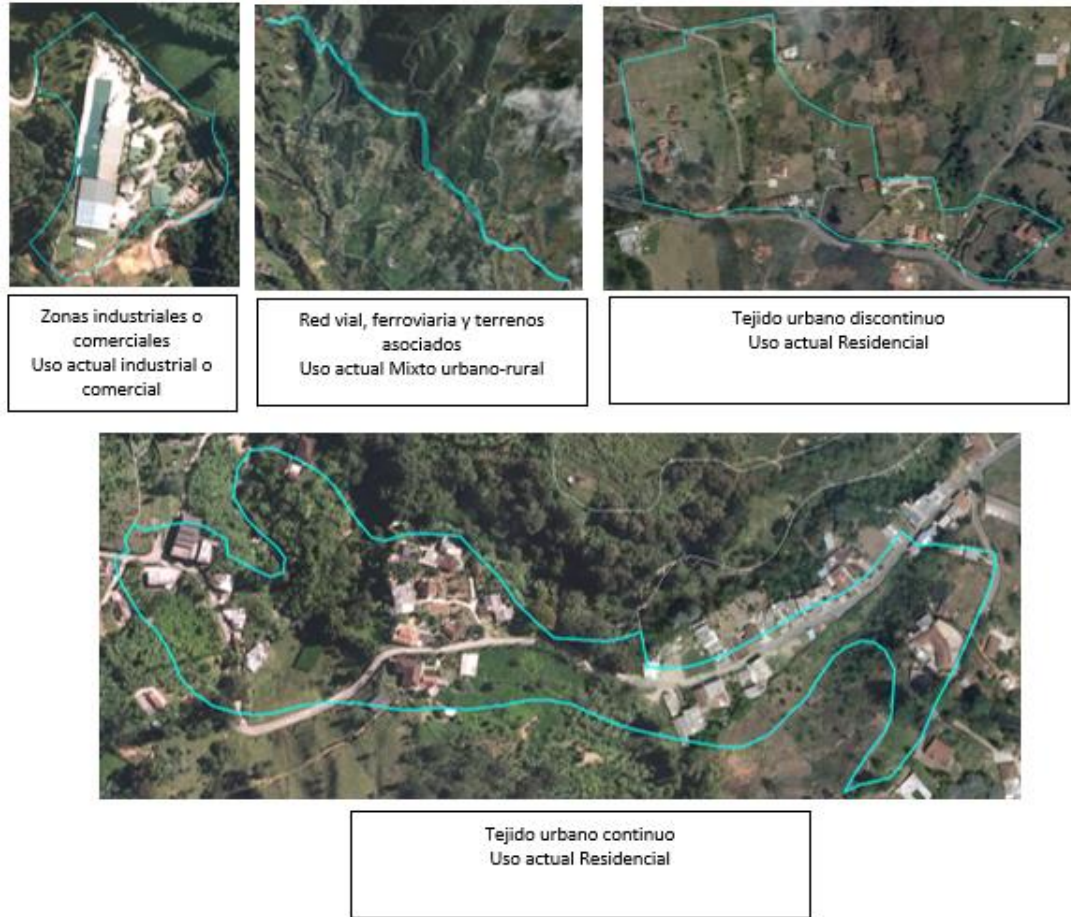 Zonas industriales o
comerciales
Uso actual industrial o
comercial
Red vial, ferroviaria y terrenos
asociados
Uso actual Mixto urbano-rural
Tejido urbano discontinuo
Uso actual Residencial
Tejido urbano continuo
Uso actual Residencial